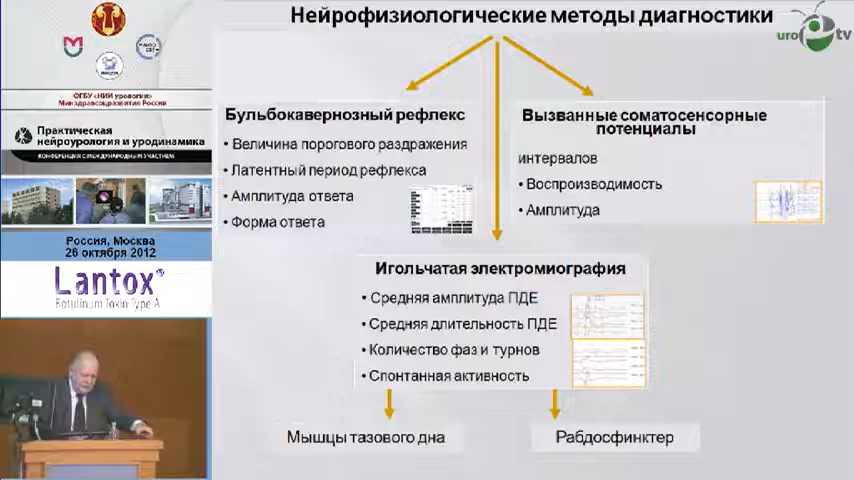 Нейрофизиологические методы диагностики
uro
tv
ФГБУ «НИИ урологии»
Минздравсоцразвития России
Практическая
нейроурология и уродинамика
КОНФЕРЕНЦИЯ С МЕЖДУНАРОДНЫМ УЧАСТИЕМ
Россия, Москва
26 октября 2012
Lantox®
Botulinum Toxin Type A
Бульбокавернозный рефлекс
• Величина порогового раздражения
• Латентный период рефлекса
• Амплитуда ответа
• Форма ответа
Вызванные соматосенсорные
потенциалы
интервалов
• Воспроизводимость
• Амплитуда
Игольчатая электромиография
• Средняя амплитуда ПДЕ
• Средняя длительность ПДЕ
• Количество фаз и турнов
• Спонтанная активность
Мышцы тазового дна
Рабдосфинктер